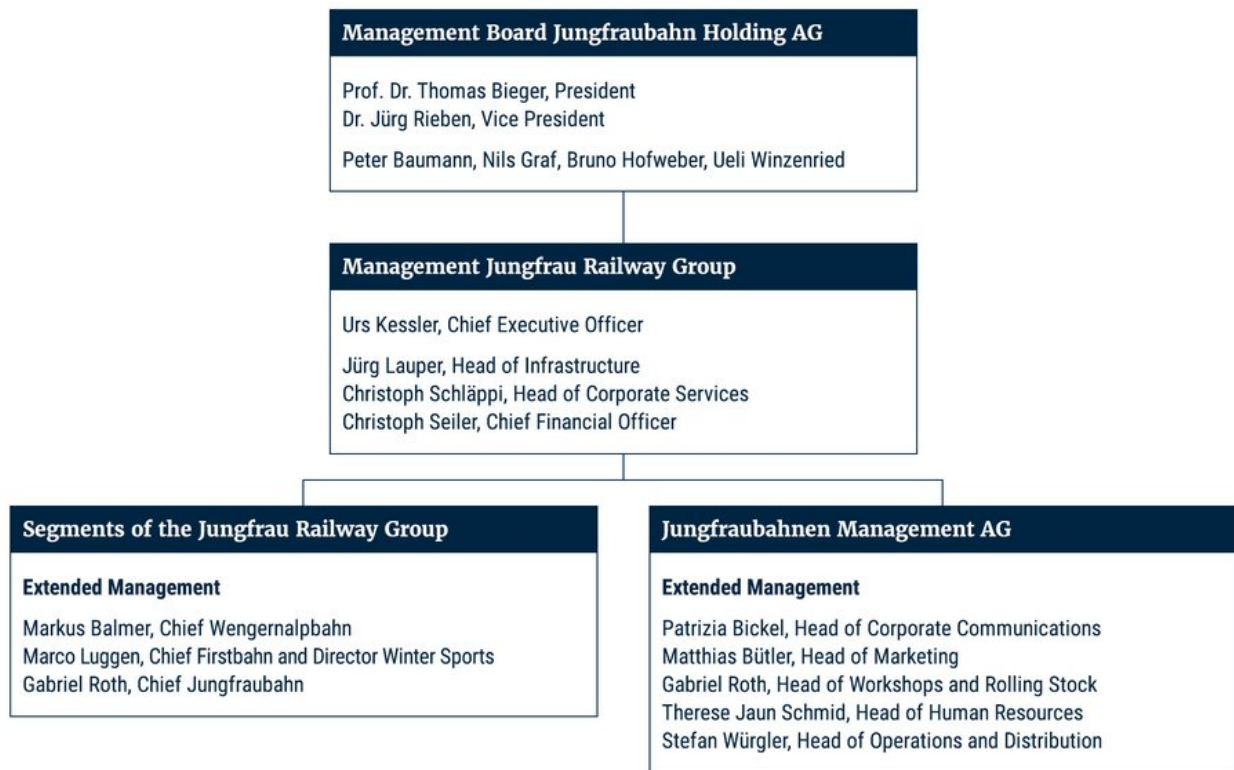 Management Board Jungfraubahn Holding AG
Prof. Dr. Thomas Bieger, President
Dr. Jürg Rieben, Vice President
Peter Baumann, Nils Graf, Bruno Hofweber, Ueli Winzenried
Management Jungfrau Railway Group
Urs Kessler, Chief Executive Officer
Jürg Lauper, Head of Infrastructure
Christoph Schläppi, Head of Corporate Services
Christoph Seiler, Chief Financial Officer
Segments of the Jungfrau Railway Group
Extended Management
Markus Balmer, Chief Wengernalpbahn
Marco Luggen, Chief Firstbahn and Director Winter Sports
Gabriel Roth, Chief Jungfraubahn
Jungfraubahnen Management AG
Extended Management
Patrizia Bickel, Head of Corporate Communications
Matthias Bütler, Head of Marketing
Gabriel Roth, Head of Workshops and Rolling Stock
Therese Jaun Schmid, Head of Human Resources
Stefan Würgler, Head of Operations and Distribution